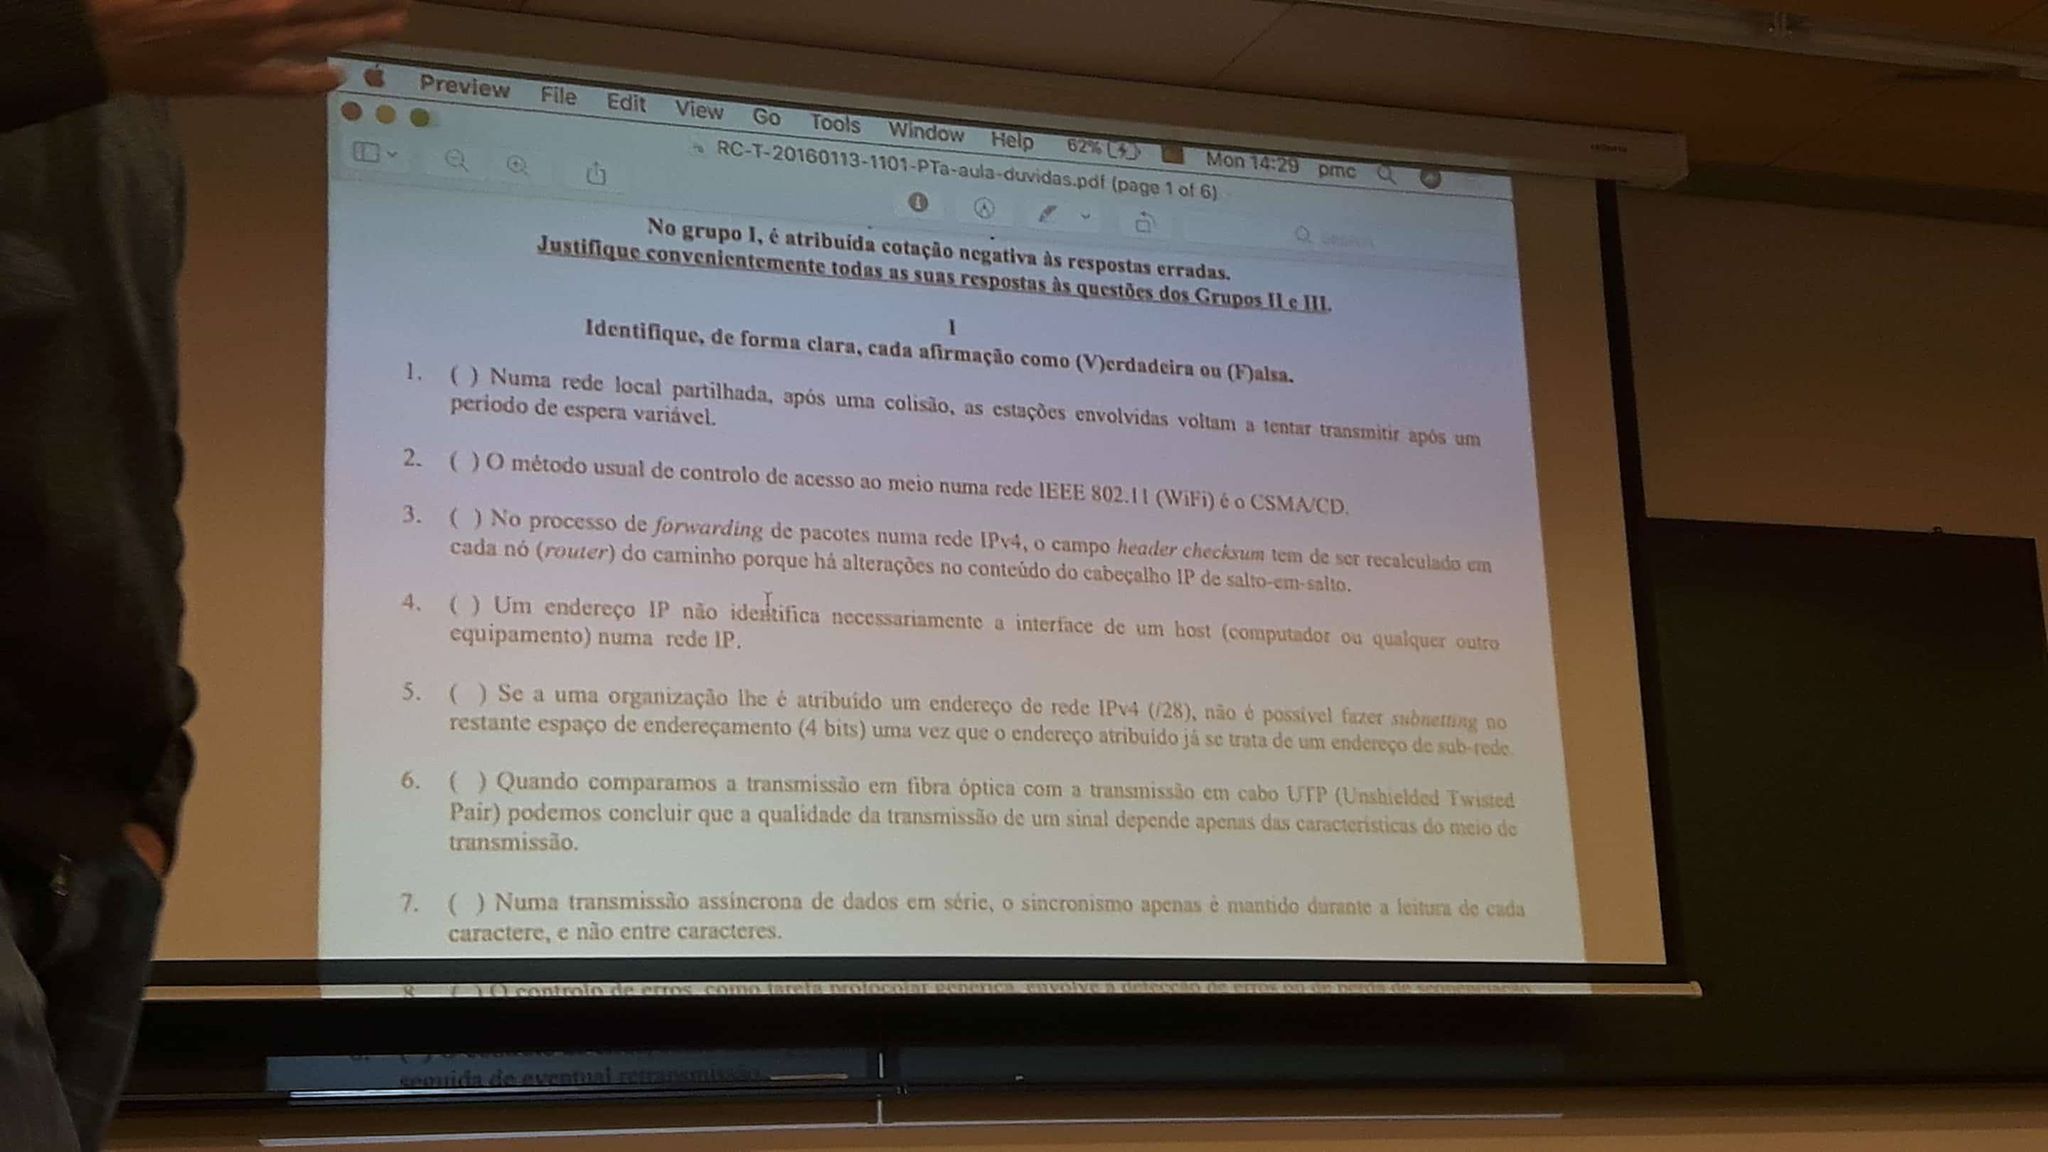 Preview File Edit View Go Tools Window Help 62% Mon 14:29 pmc
RC-T-20160113-1101-PTa-aula-duvidas.pdf (page 1 of 6)
Search
No grupo I, é atribuída cotação negativa às respostas erradas.
Justifique convenientemente todas as suas respostas às questões dos Grupos II e III.
I
Identifique, de forma clara, cada afirmação como (V)erdadeira ou (F)alsa.
1. ( ) Numa rede local partilhada, após uma colisão, as estações envolvidas voltam a tentar transmitir após um
período de espera variável.
2. ( ) O método usual de controlo de acesso ao meio numa rede IEEE 802.11 (WiFi) é o CSMA/CD.
3. ( ) No processo de forwarding de pacotes numa rede IPv4, o campo header checksum tem de ser recalculado em
cada nó (router) do caminho porque há alterações no conteúdo do cabeçalho IP de salto-em-salto.
4. ( ) Um endereço IP não identifica necessariamente a interface de um host (computador ou qualquer outro
equipamento) numa rede IP.
5. ( ) Se a uma organização lhe é atribuído um endereço de rede IPv4 (/28), não é possível fazer subnetting no
restante espaço de endereçamento (4 bits) uma vez que o endereço atribuído já se trata de um endereço de sub-rede.
6. ( ) Quando comparamos a transmissão em fibra óptica com a transmissão em cabo UTP (Unshielded Twisted
Pair) podemos concluir que a qualidade da transmissão de um sinal depende apenas das características do meio de
transmissão.
7. ( ) Numa transmissão assíncrona de dados em série, o sincronismo apenas é mantido durante a leitura de cada
caractere, e não entre caracteres.
8. ( ) O controlo de erros, como tarefa protocolar genérica, envolve a detecção de erros ou de perda de sequenciação
seguida de eventual retransmissão.